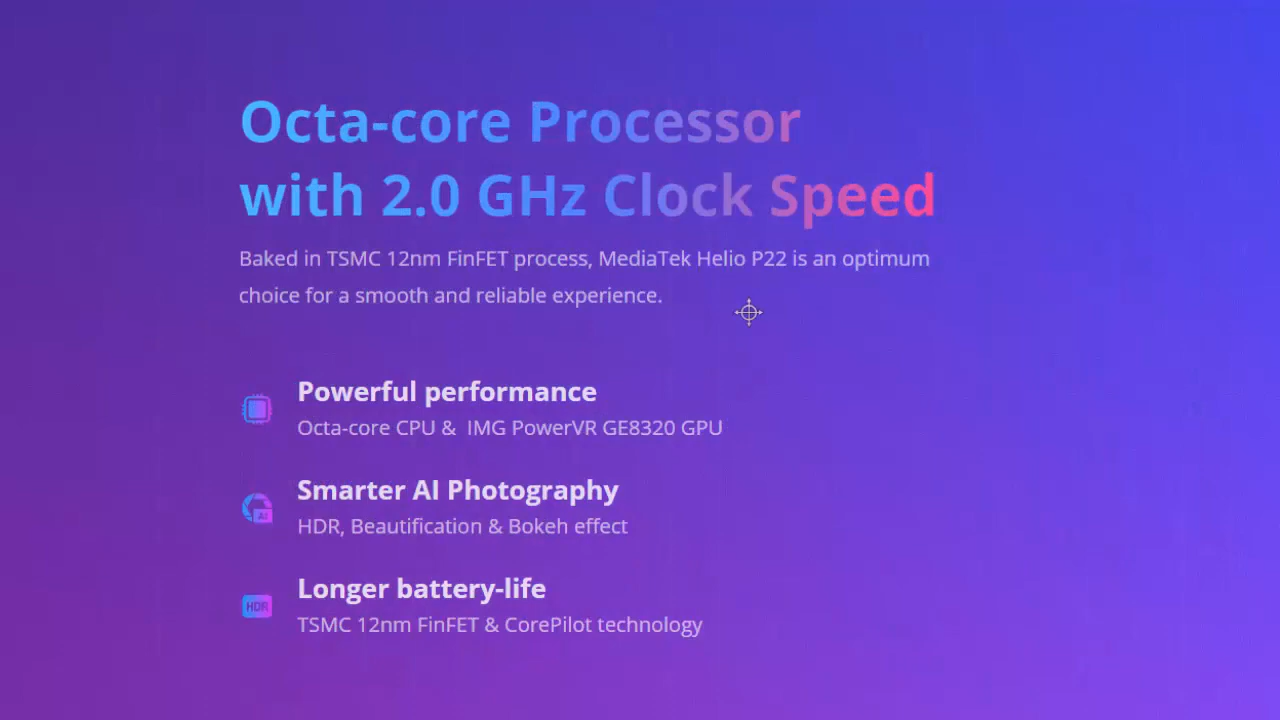 Octa-core Processor
with 2.0 GHz Clock Speed
Baked in TSMC 12nm FinFET process, MediaTek Helio P22 is an optimum
choice for a smooth and reliable experience.
Powerful performance
Octa-core CPU &  IMG PowerVR GE8320 GPU
AI
Smarter AI Photography
HDR, Beautification & Bokeh effect
HDR
Longer battery-life
TSMC 12nm FinFET & CorePilot technology